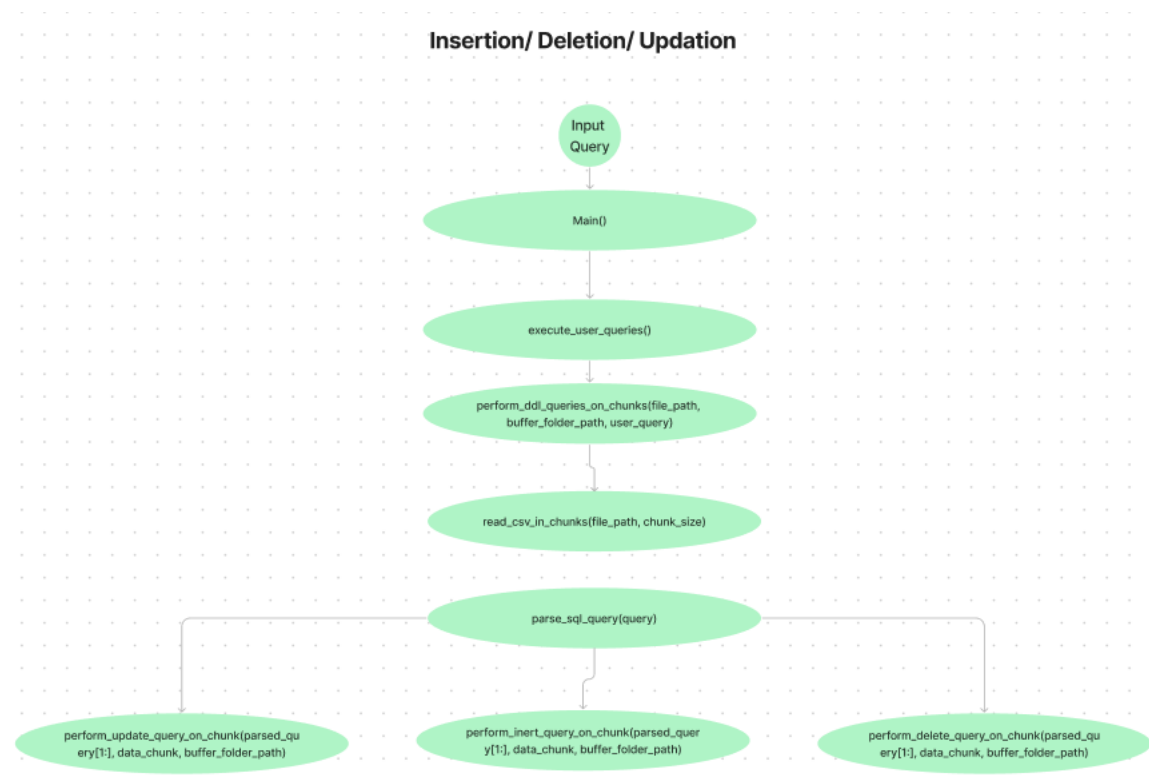 Insertion/ Deletion/ Updation
Input
Query
Main()
execute_user_queries()
perform_ddl_queries_on_chunks(file_path,
buffer_folder_path, user_query)
read_csv_in_chunks(file_path, chunk_size)
parse_sql_query(query)
perform_update_query_on_chunk(parsed_qu
ery[1:], data_chunk, buffer_folder_path)
perform_inert_query_on_chunk(parsed_quer
y[1:], data_chunk, buffer_folder_path)
perform_delete_query_on_chunk(parsed_qu
ery[1:], data_chunk, buffer_folder_path)